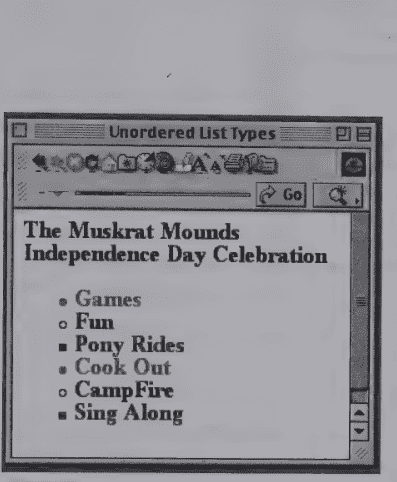 Unordered List Types
Go
The Muskrat Mounds
Independence Day Celebration
Games
Fun
Pony Rides
Cook Out
CampFire
Sing Along